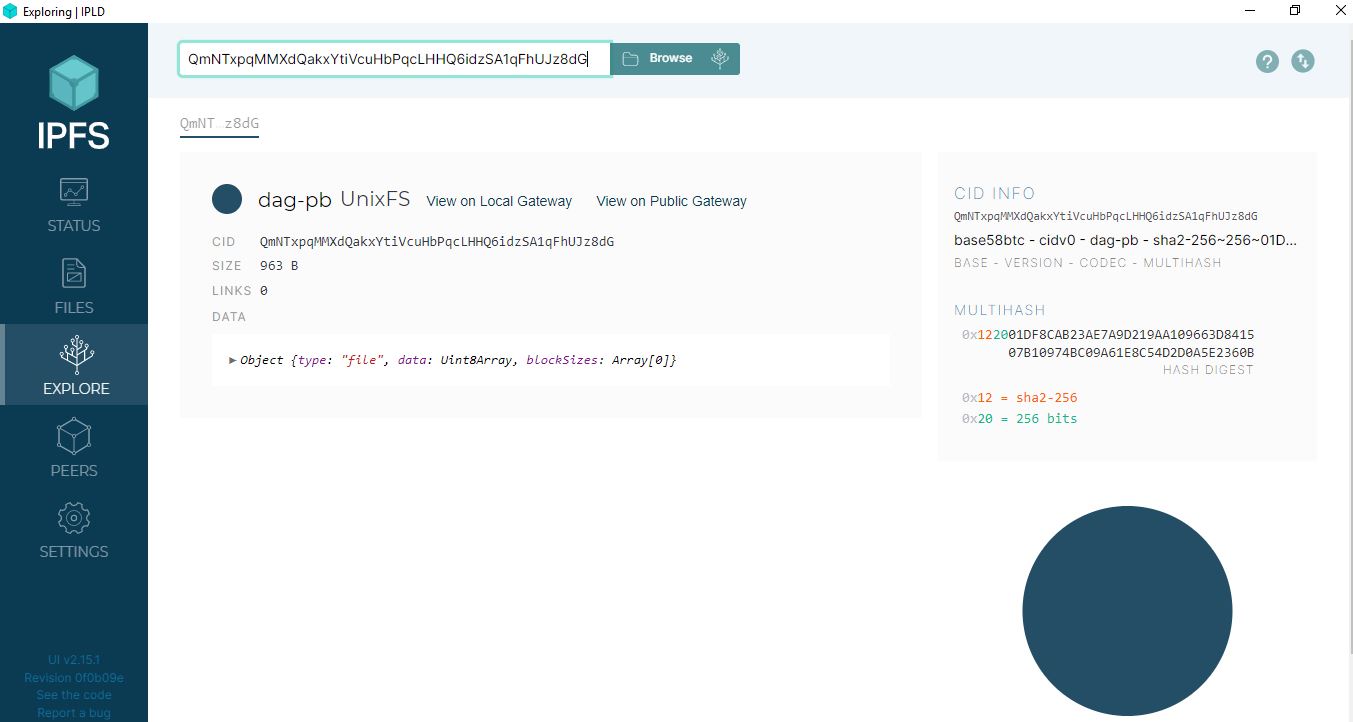 Exploring | IPLD
QmNTxpqMMXdQakxYtiVcuHbPqcLHHQ6idzSA1qFhUJz8dG
Browse
?
IPFS
STATUS
FILES
EXPLORE
PEERS
SETTINGS
UI v2.15.1
Revision 0f0b09e
See the code
Report a bug
QmNT z8dG
dag-pb UnixFS View on Local Gateway View on Public Gateway
CID QmNTxpqMMXdQakxYtiVcuHbPqcLHHQ6idzSA1qFhUJz8dG
SIZE 963 B
LINKS 0
DATA
Object {type: "file", data: Uint8Array, blockSizes: Array[0]}
CID INFO
QmNTxpqMMXdQakxYtiVcuHbPqcLHHQ6idzSA1qFhUJz8dG
base58btc - cidv0 - dag-pb - sha2-256~256~01D...
BASE - VERSION - CODEC - MULTIHASH
MULTIHASH
0x122001DF8CAB23AE7A9D219AA109663D8415
07B10974BC09A61E8C54D2D0A5E2360B
HASH DIGEST
0x12 = sha2-256
0x20 = 256 bits